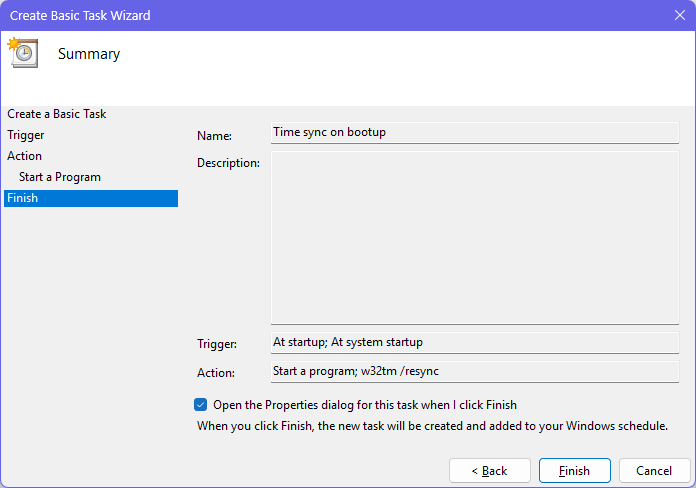 Create Basic Task Wizard
Summary
Create a Basic Task
Trigger
Action
Start a Program
Finish
Name: Time sync on bootup
Description:
Trigger: At startup; At system startup
Action: Start a program; w32tm /resync
Open the Properties dialog for this task when I click Finish
When you click Finish, the new task will be created and added to your Windows schedule.
< Back Finish Cancel